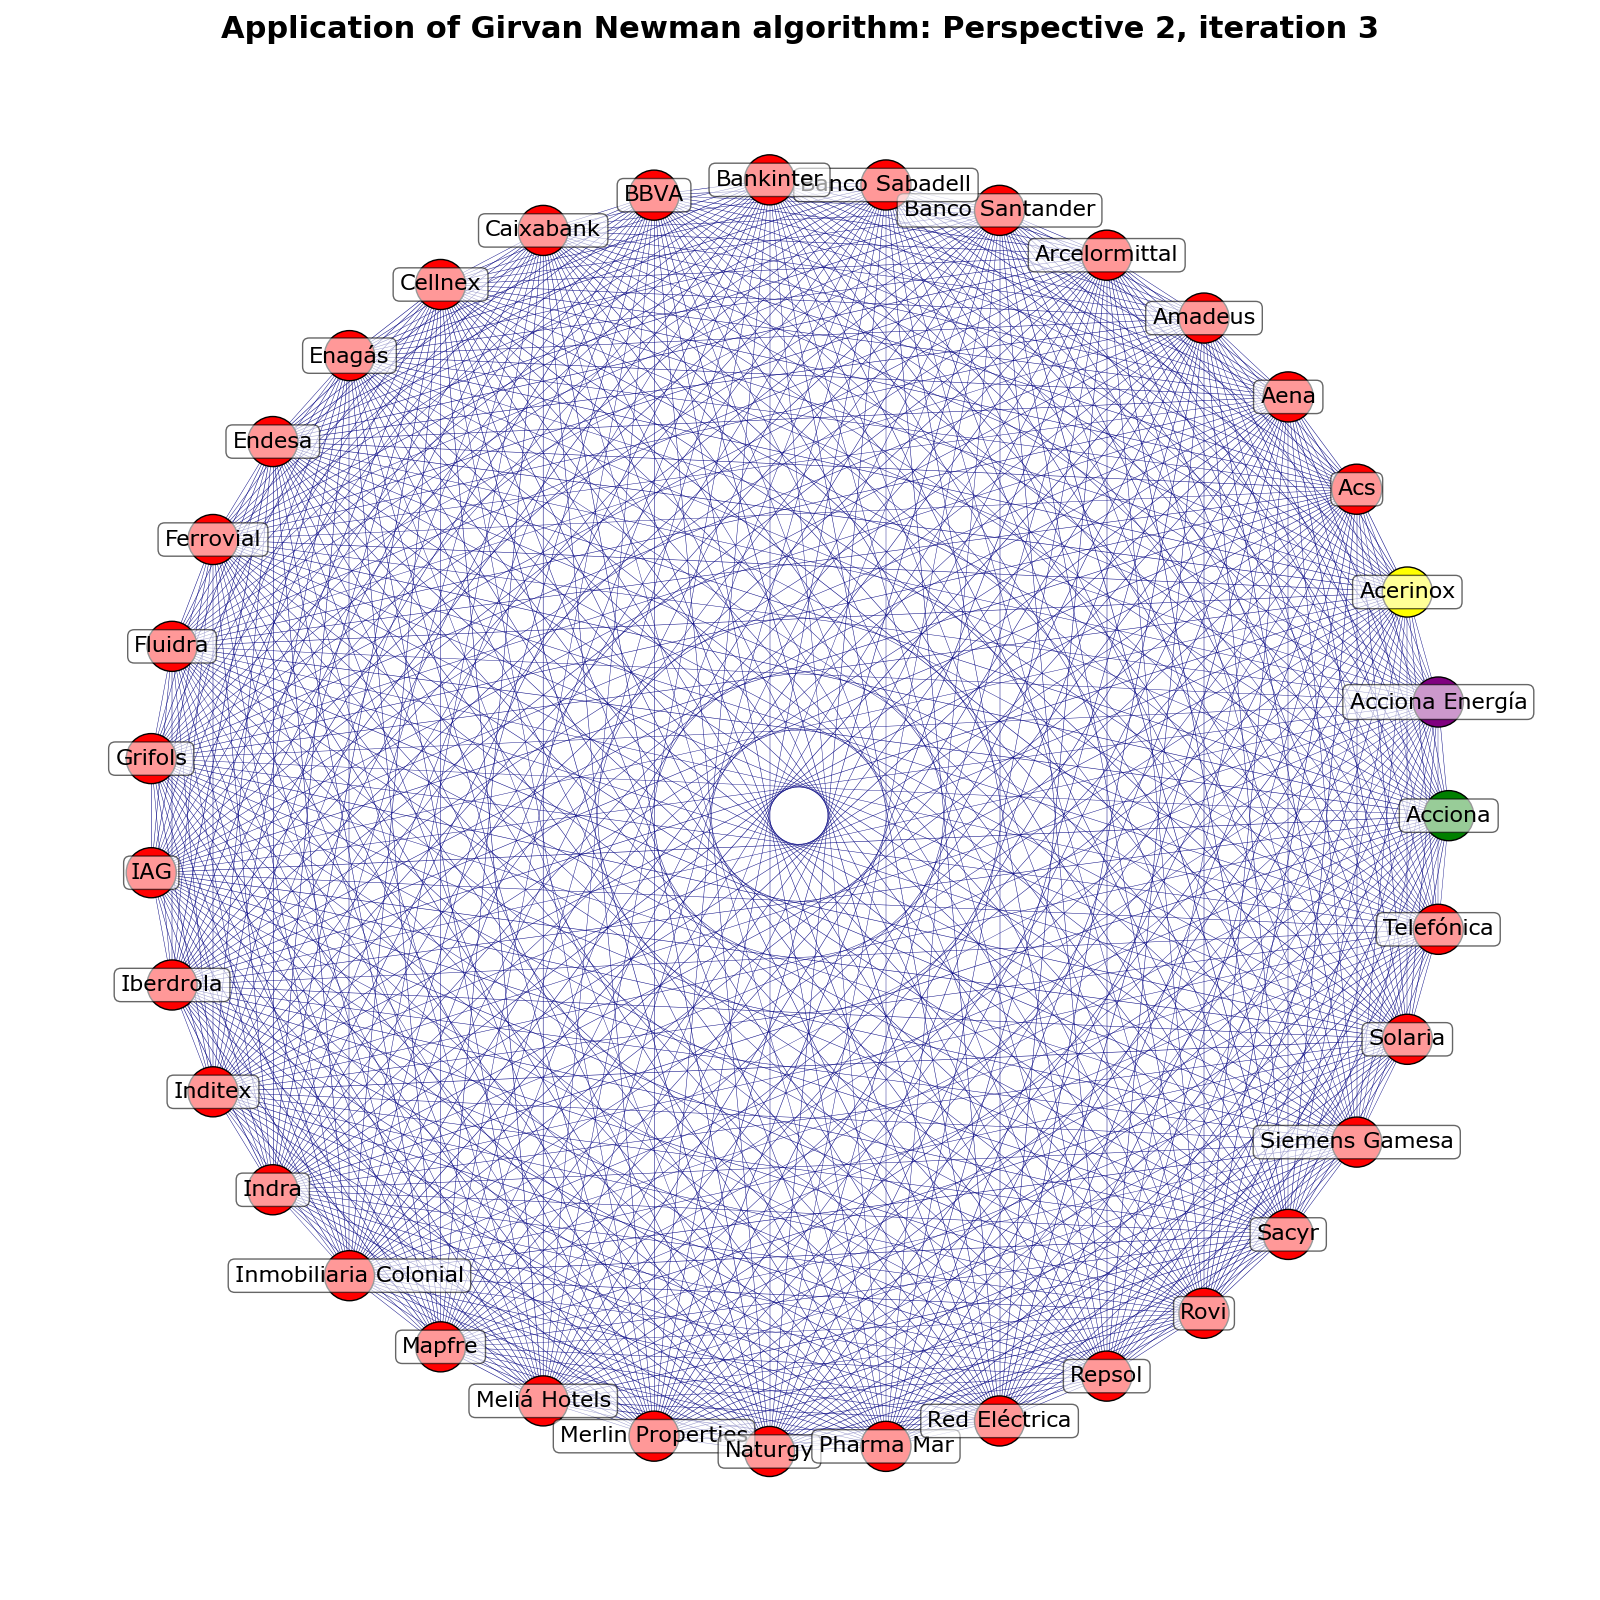 Application of Girvan Newman algorithm: Perspective 2, iteration 3
Bankinter
Banco Sabadell
BBVA
Banco Santander
Caixabank
Arcelormittal
Cellnex
Amadeus
Enagás
Aena
Endesa
Acs
Ferrovial
Acerinox
Fluidra
Acciona Energía
Grifols
Acciona
IAG
Telefónica
Iberdrola
Solaria
Inditex
Siemens Gamesa
Indra
Sacyr
Inmobiliaria Colonial
Rovi
Mapfre
Repsol
Meliá Hotels
Red Eléctrica
Merlin Properties
Pharma Mar
Naturgy